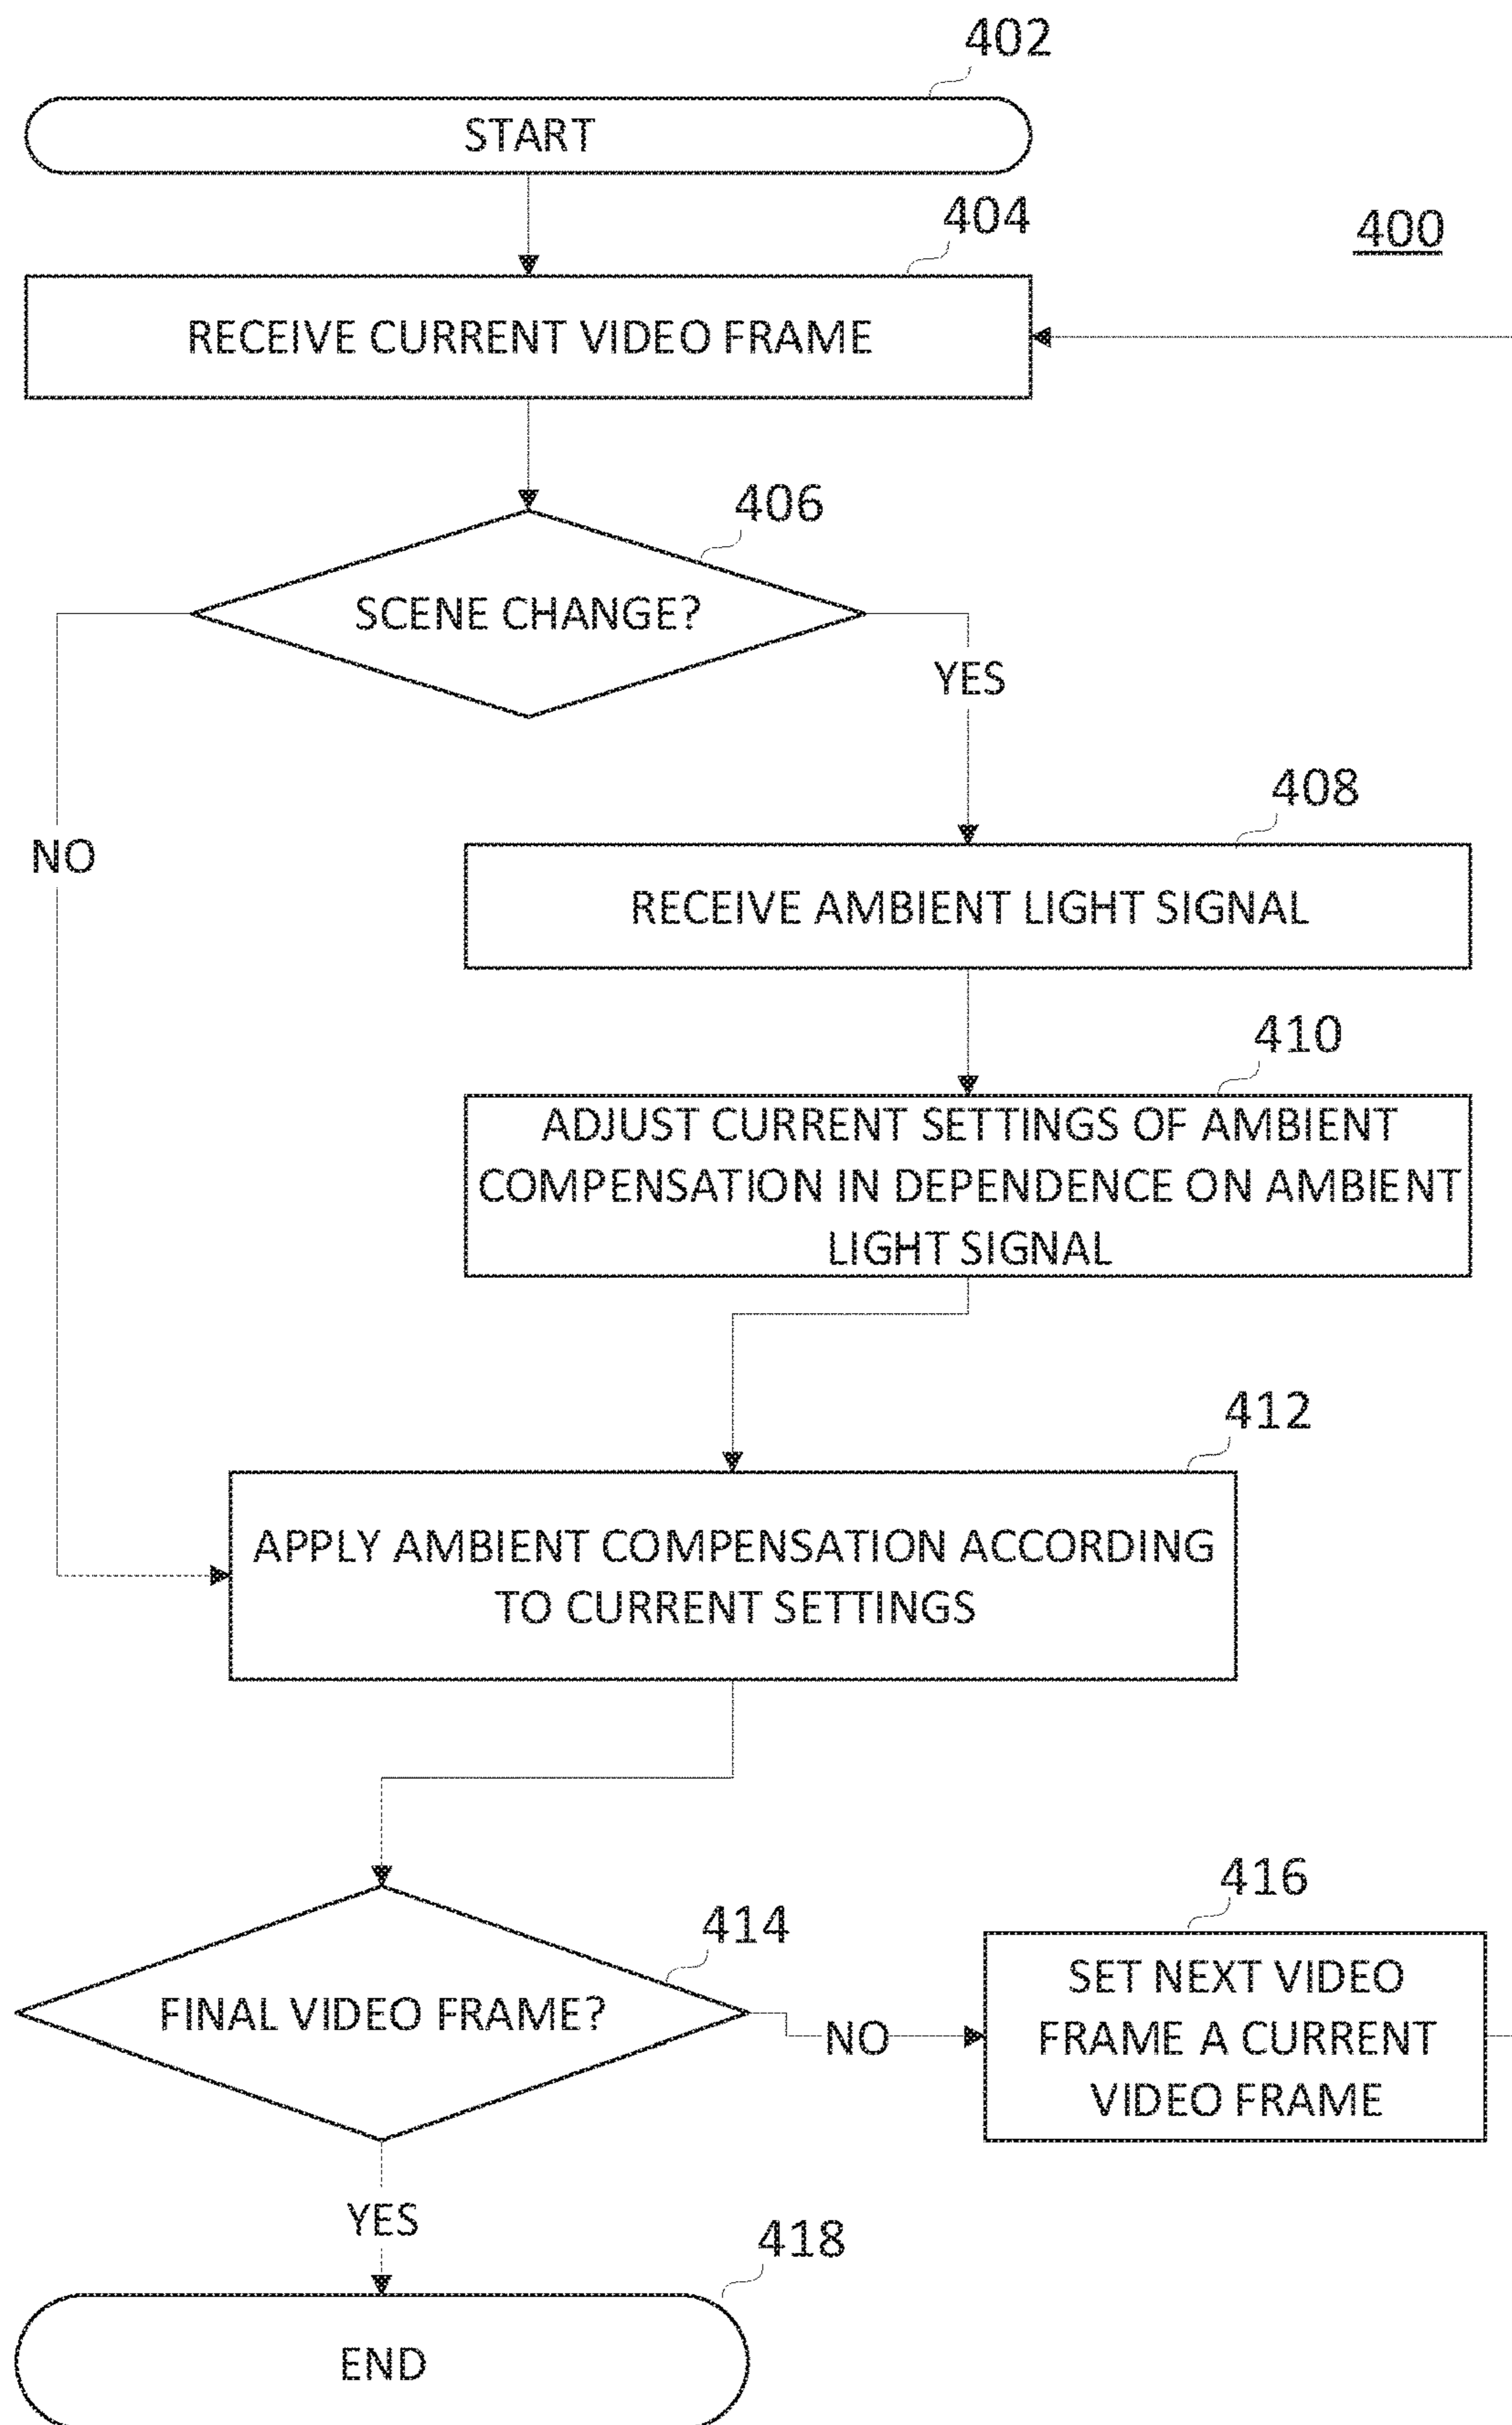 402
START
404
400
RECEIVE CURRENT VIDEO FRAME
406
SCENE CHANGE?
YES
408
NO
RECEIVE AMBIENT LIGHT SIGNAL
410
ADJUST CURRENT SETTINGS OF AMBIENT
COMPENSATION IN DEPENDENCE ON AMBIENT
LIGHT SIGNAL
412
APPLY AMBIENT COMPENSATION ACCORDING
TO CURRENT SETTINGS
416
414
SET NEXT VIDEO
FRAME A CURRENT
VIDEO FRAME
FINAL VIDEO FRAME?
NO
YES
418
END